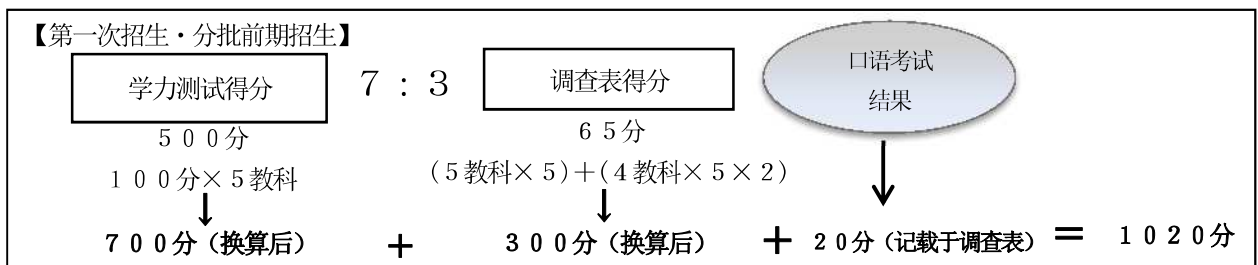 【第一次招生・分批前期招生】
学力测试得分 ７：３ 调查表得分 口语考试
结果
５００分 ６５分
１００分×５教科 （５教科×５）＋（４教科×５×２）
７００分（换算后） ＋ ３００分（换算后） ＋ ２０分（记载于调查表） ＝ １０２０分